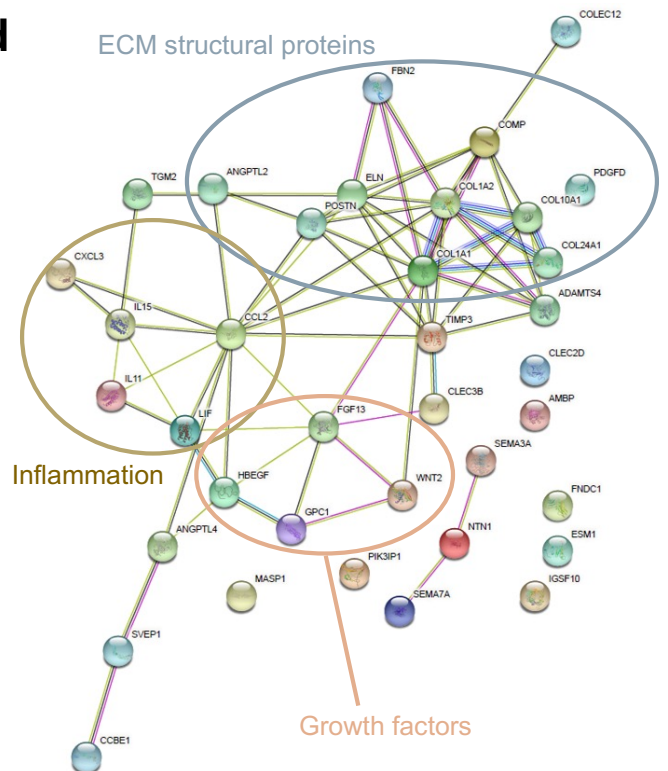 d
COLEC12
ECM structural proteins
FBN2
COMP
PDGFD
TGM2
ANGPTL2
ELN
COL1A2
POSTN
COL10A1
COL24A1
CXCL3
COL1A1
ADAMTS4
IL15
CCL2
TIMP3
CLEC2D
IL11
CLEC3B
AMBP
LIF
FGF13
SEMA3A
Inflammation
HBEGF
WNT2
FNDC1
GPC1
ANGPTL4
NTN1
ESM1
PIK3IP1
IGSF10
MASP1
SEMA7A
SVEP1
Growth factors
CCBE1